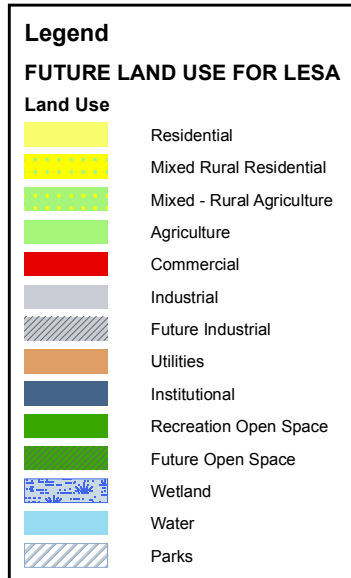 Legend
FUTURE LAND USE FOR LESA
Land Use
Residential
Mixed Rural Residential
Mixed - Rural Agriculture
Agriculture
Commercial
Industrial
Future Industrial
Utilities
Institutional
Recreation Open Space
Future Open Space
Wetland
Water
Parks